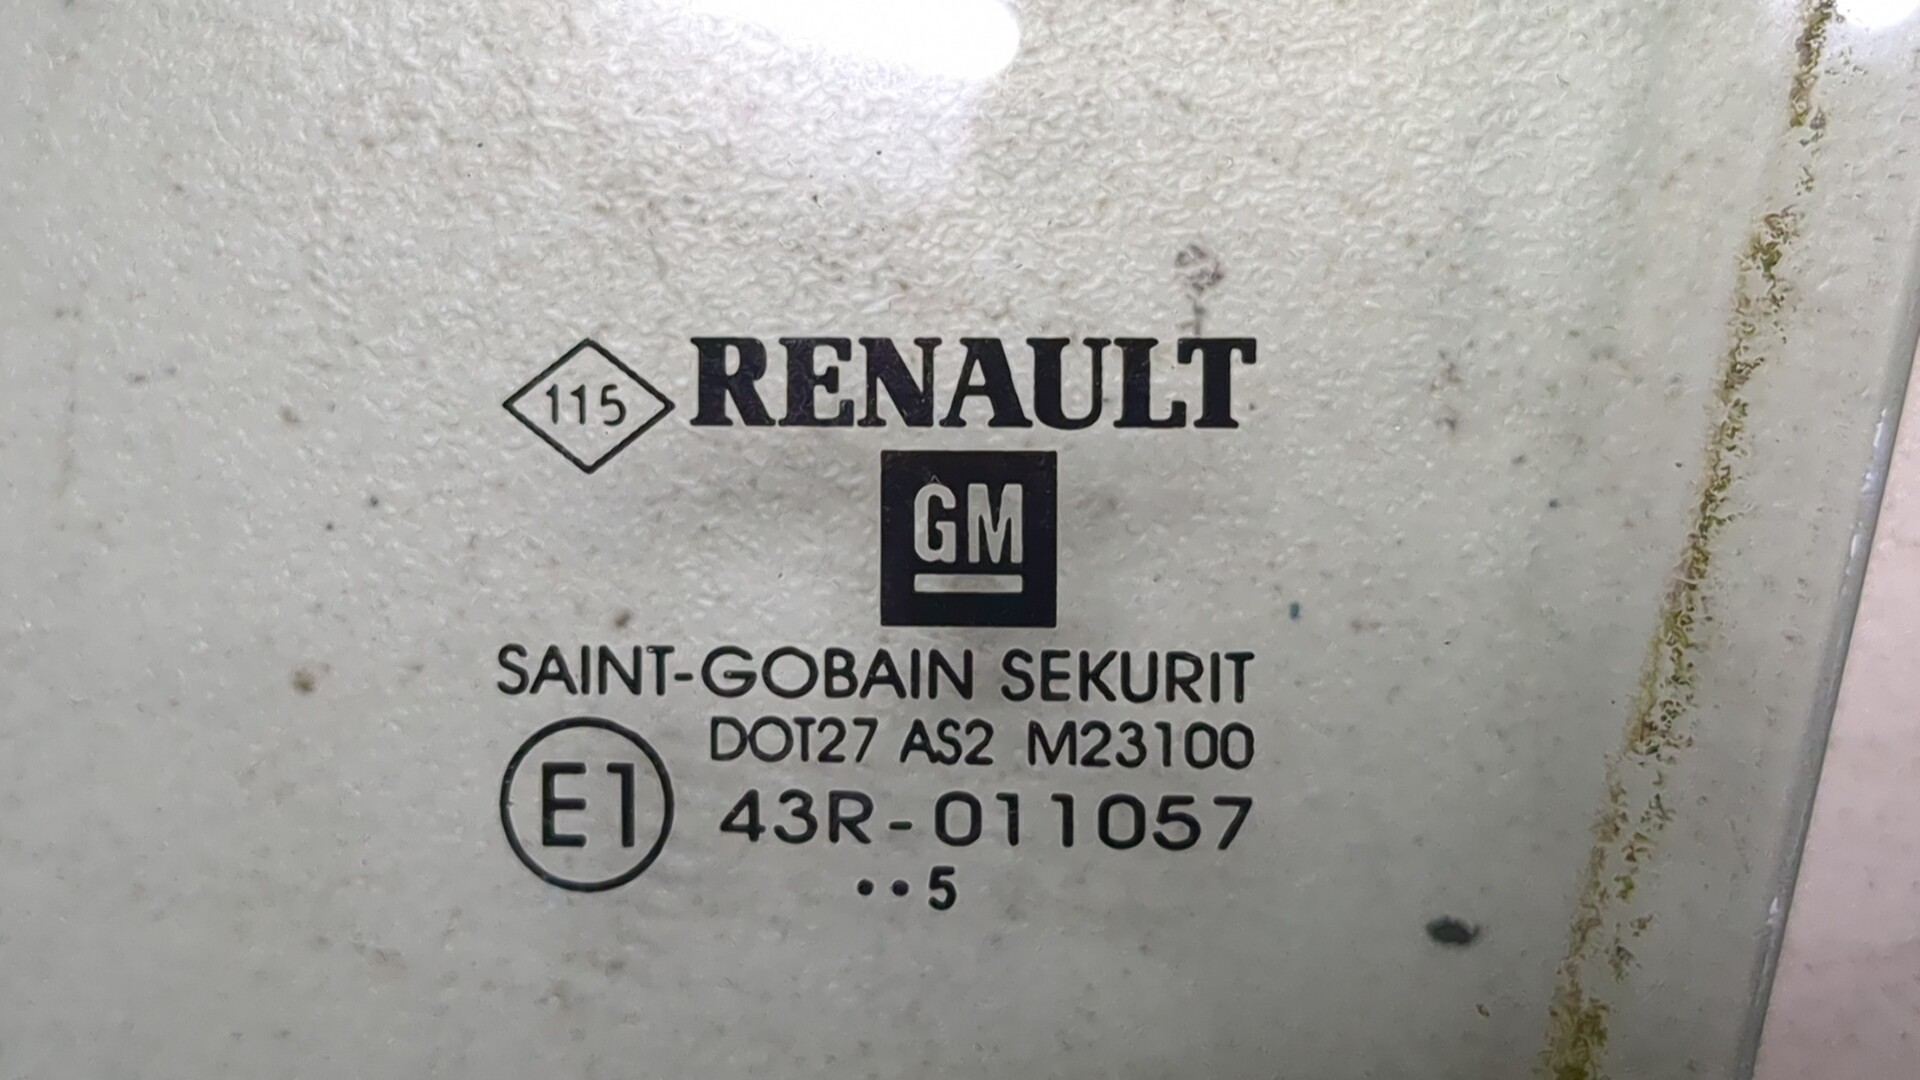 115 RENAULT
GM
SAINT-GOBAIN SEKURIT
DOT27 AS2 M23100
E1 43R-011057
••5